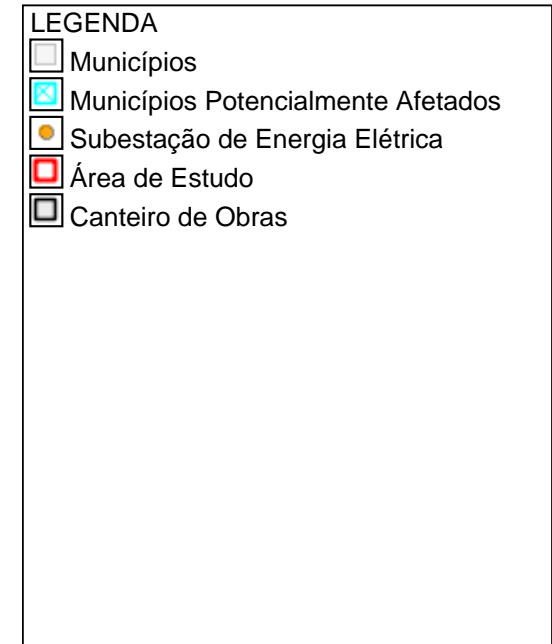 LEGENDA
Municípios
Municípios Potencialmente Afetados
Subestação de Energia Elétrica
Área de Estudo
Canteiro de Obras